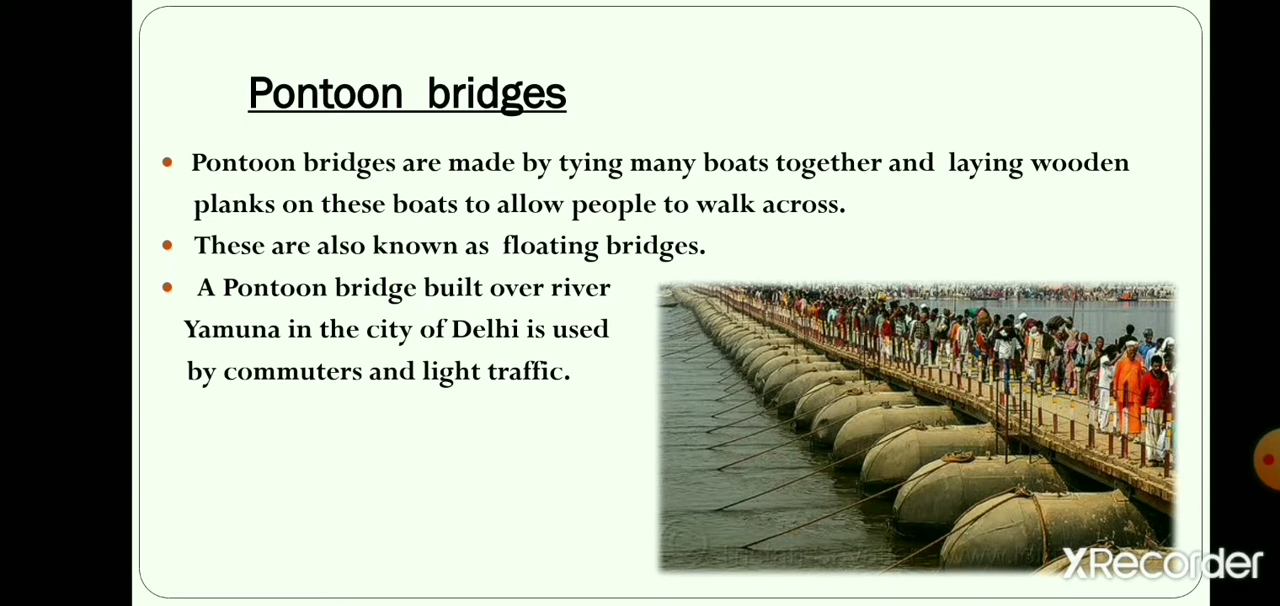 Pontoon bridges
Pontoon bridges are made by tying many boats together and laying wooden
planks on these boats to allow people to walk across.
These are also known as floating bridges.
A Pontoon bridge built over river
Yamuna in the city of Delhi is used
by commuters and light traffic.
XRecorder